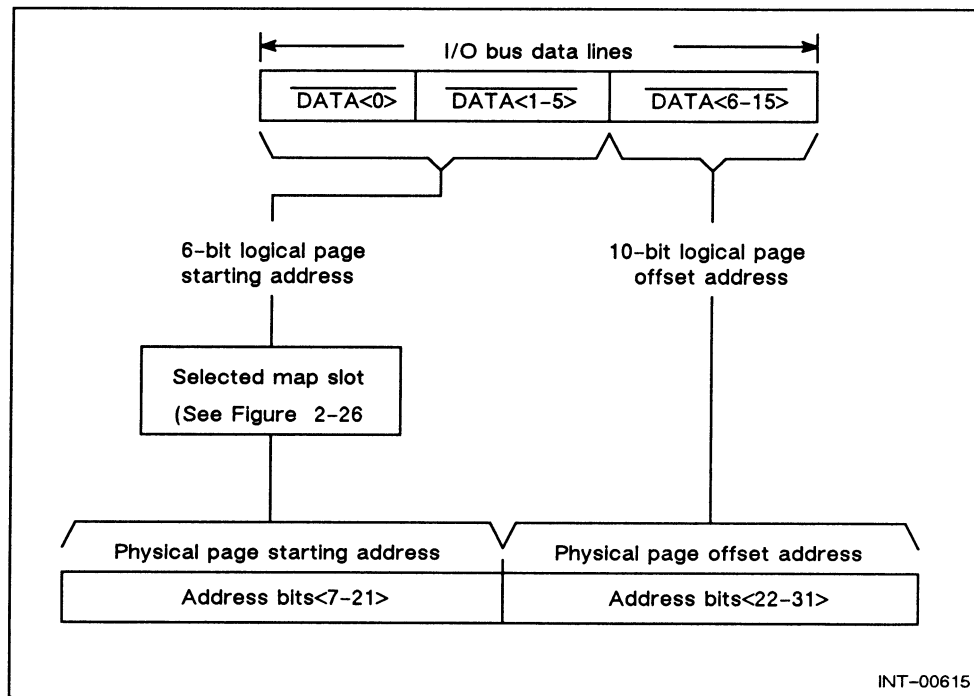 I/O bus data lines
DATA<0> DATA<1-5> DATA<6-15>
6-bit logical page
starting address
10-bit logical page
offset address
Selected map slot
(See Figure 2-26
Physical page starting address Physical page offset address
Address bits<7-21> Address bits<22-31>
INT-00615